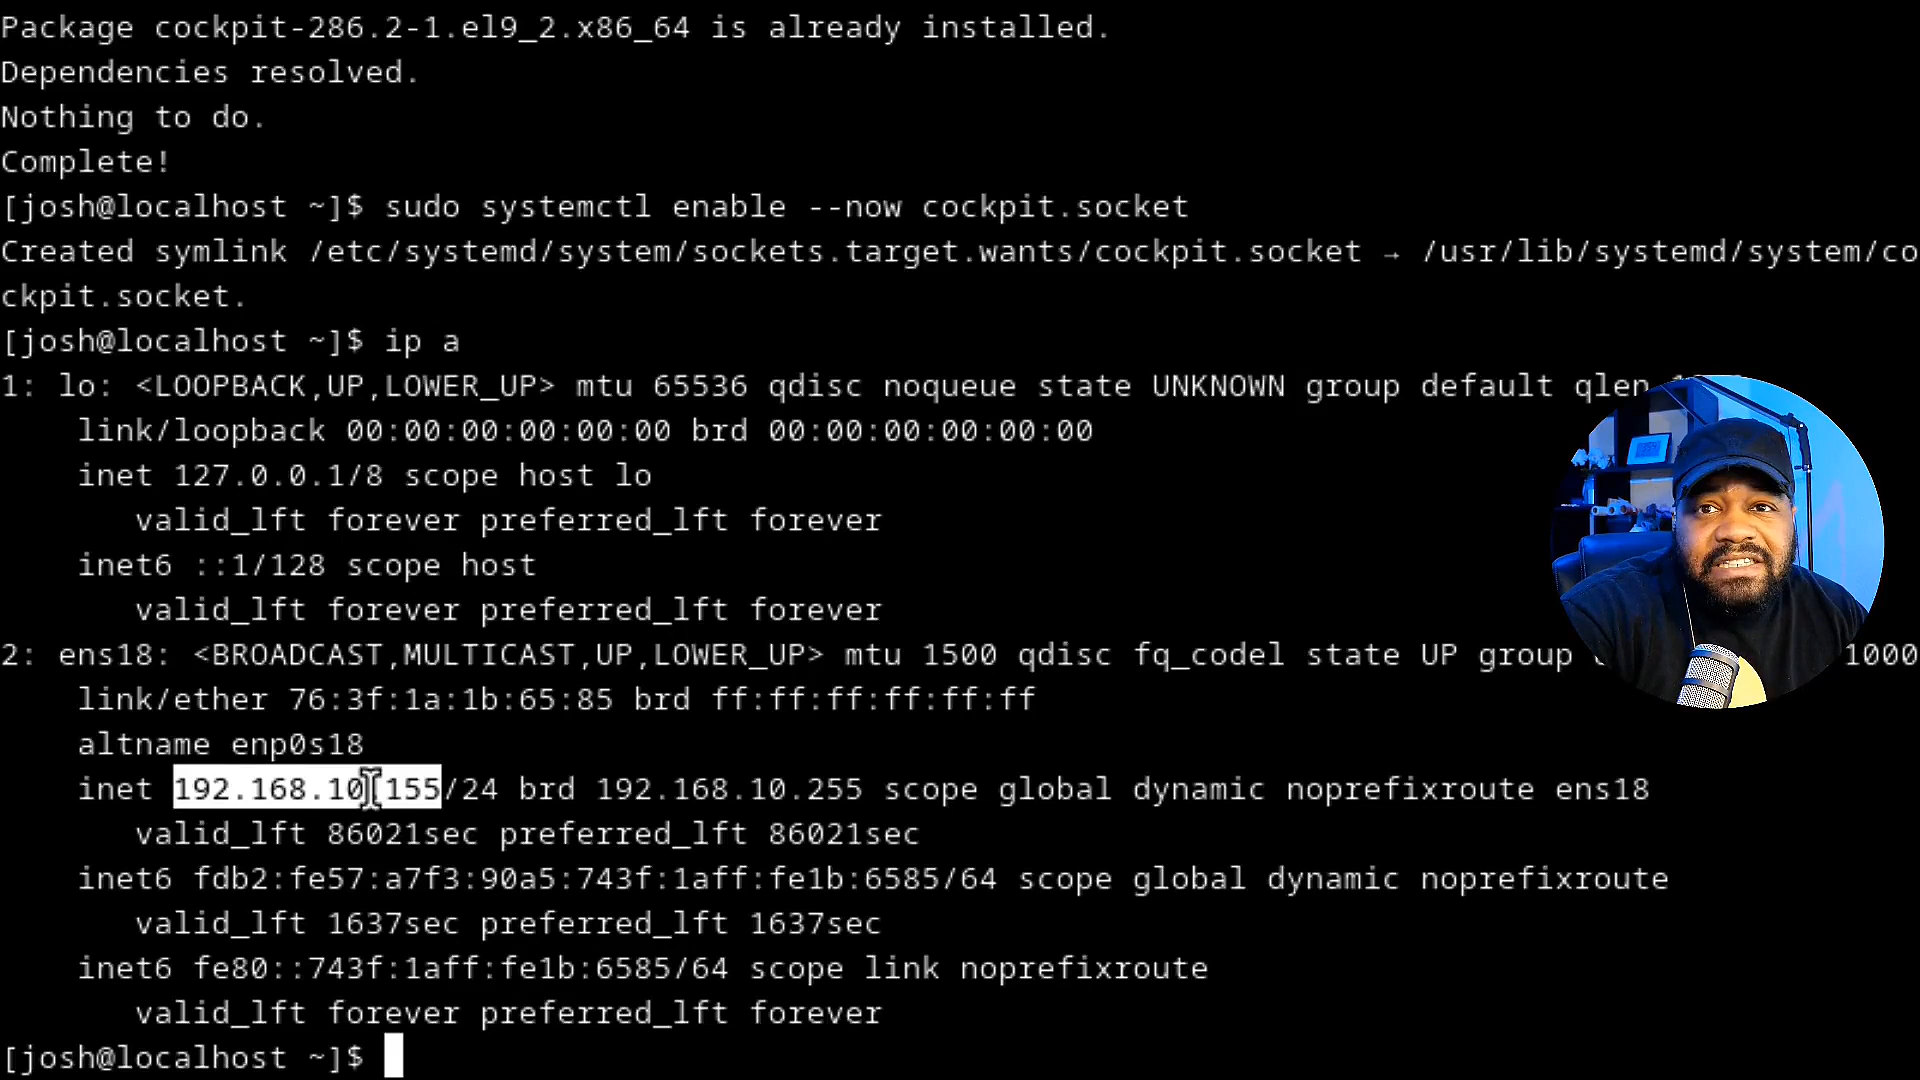 Package cockpit-286.2-1.el9_2.x86_64 is already installed.
Dependencies resolved.
Nothing to do.
Complete!
[josh@localhost ~]$ sudo systemctl enable --now cockpit.socket
Created symlink /etc/systemd/system/sockets.target.wants/cockpit.socket → /usr/lib/systemd/system/co
ckpit.socket.
[josh@localhost ~]$ ip a
1: lo: <LOOPBACK,UP,LOWER_UP> mtu 65536 qdisc noqueue state UNKNOWN group default qlen
link/loopback 00:00:00:00:00:00 brd 00:00:00:00:00:00
inet 127.0.0.1/8 scope host lo
valid_lft forever preferred_lft forever
inet6 ::1/128 scope host
valid_lft forever preferred_lft forever
2: ens18: <BROADCAST,MULTICAST,UP,LOWER_UP> mtu 1500 qdisc fq_codel state UP group 1000
link/ether 76:3f:1a:1b:65:85 brd ff:ff:ff:ff:ff:ff
altname enp0s18
inet 192.168.10.155/24 brd 192.168.10.255 scope global dynamic noprefixroute ens18
valid_lft 86021sec preferred_lft 86021sec
inet6 fdb2:fe57:a7f3:90a5:743f:1aff:fe1b:6585/64 scope global dynamic noprefixroute
valid_lft 1637sec preferred_lft 1637sec
inet6 fe80::743f:1aff:fe1b:6585/64 scope link noprefixroute
valid_lft forever preferred_lft forever
[josh@localhost ~]$